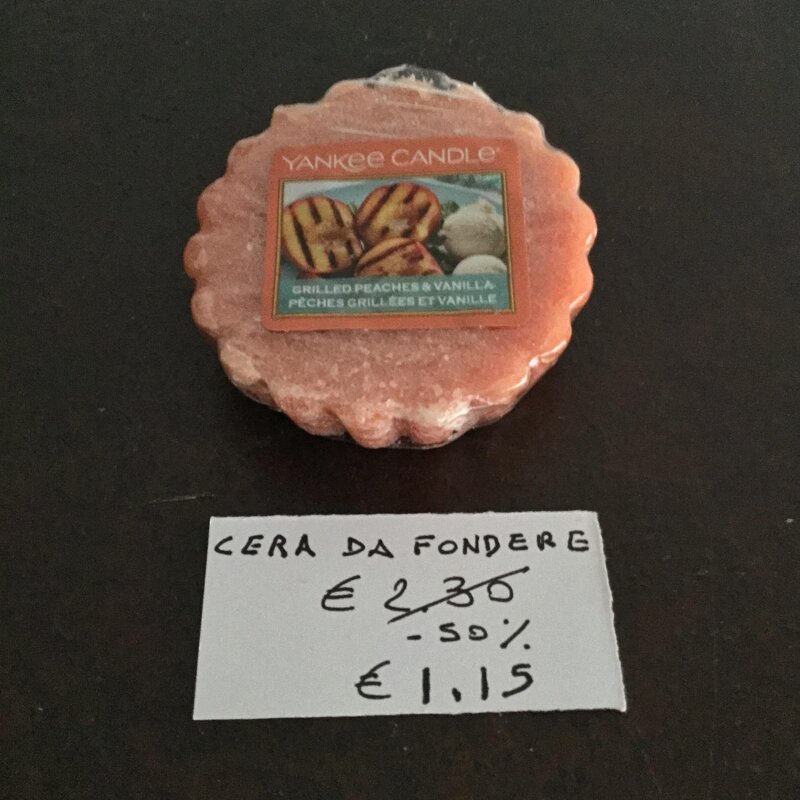 YANKEE CANDLE®
GRILLED PEACHES & VANILLA
PÊCHES GRILLÉES ET VANILLE
CERA DA FONDERE
€ 2.30
-50%
€ 1.15